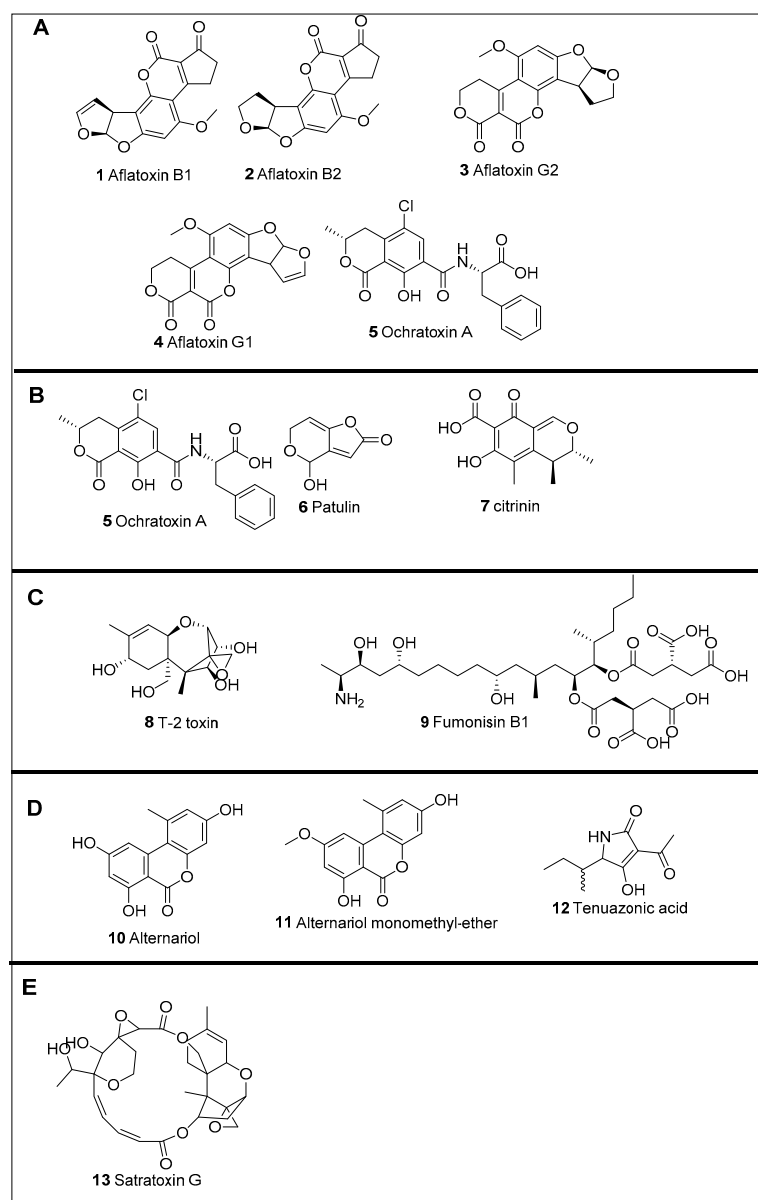 A
1 Aflatoxin B1
2 Aflatoxin B2
3 Aflatoxin G2
4 Aflatoxin G1
5 Ochratoxin A
B
5 Ochratoxin A
6 Patulin
7 citrinin
C
8 T-2 toxin
9 Fumonisin B1
D
10 Alternariol
11 Alternariol monomethyl-ether
12 Tenuazonic acid
E
13 Satratoxin G